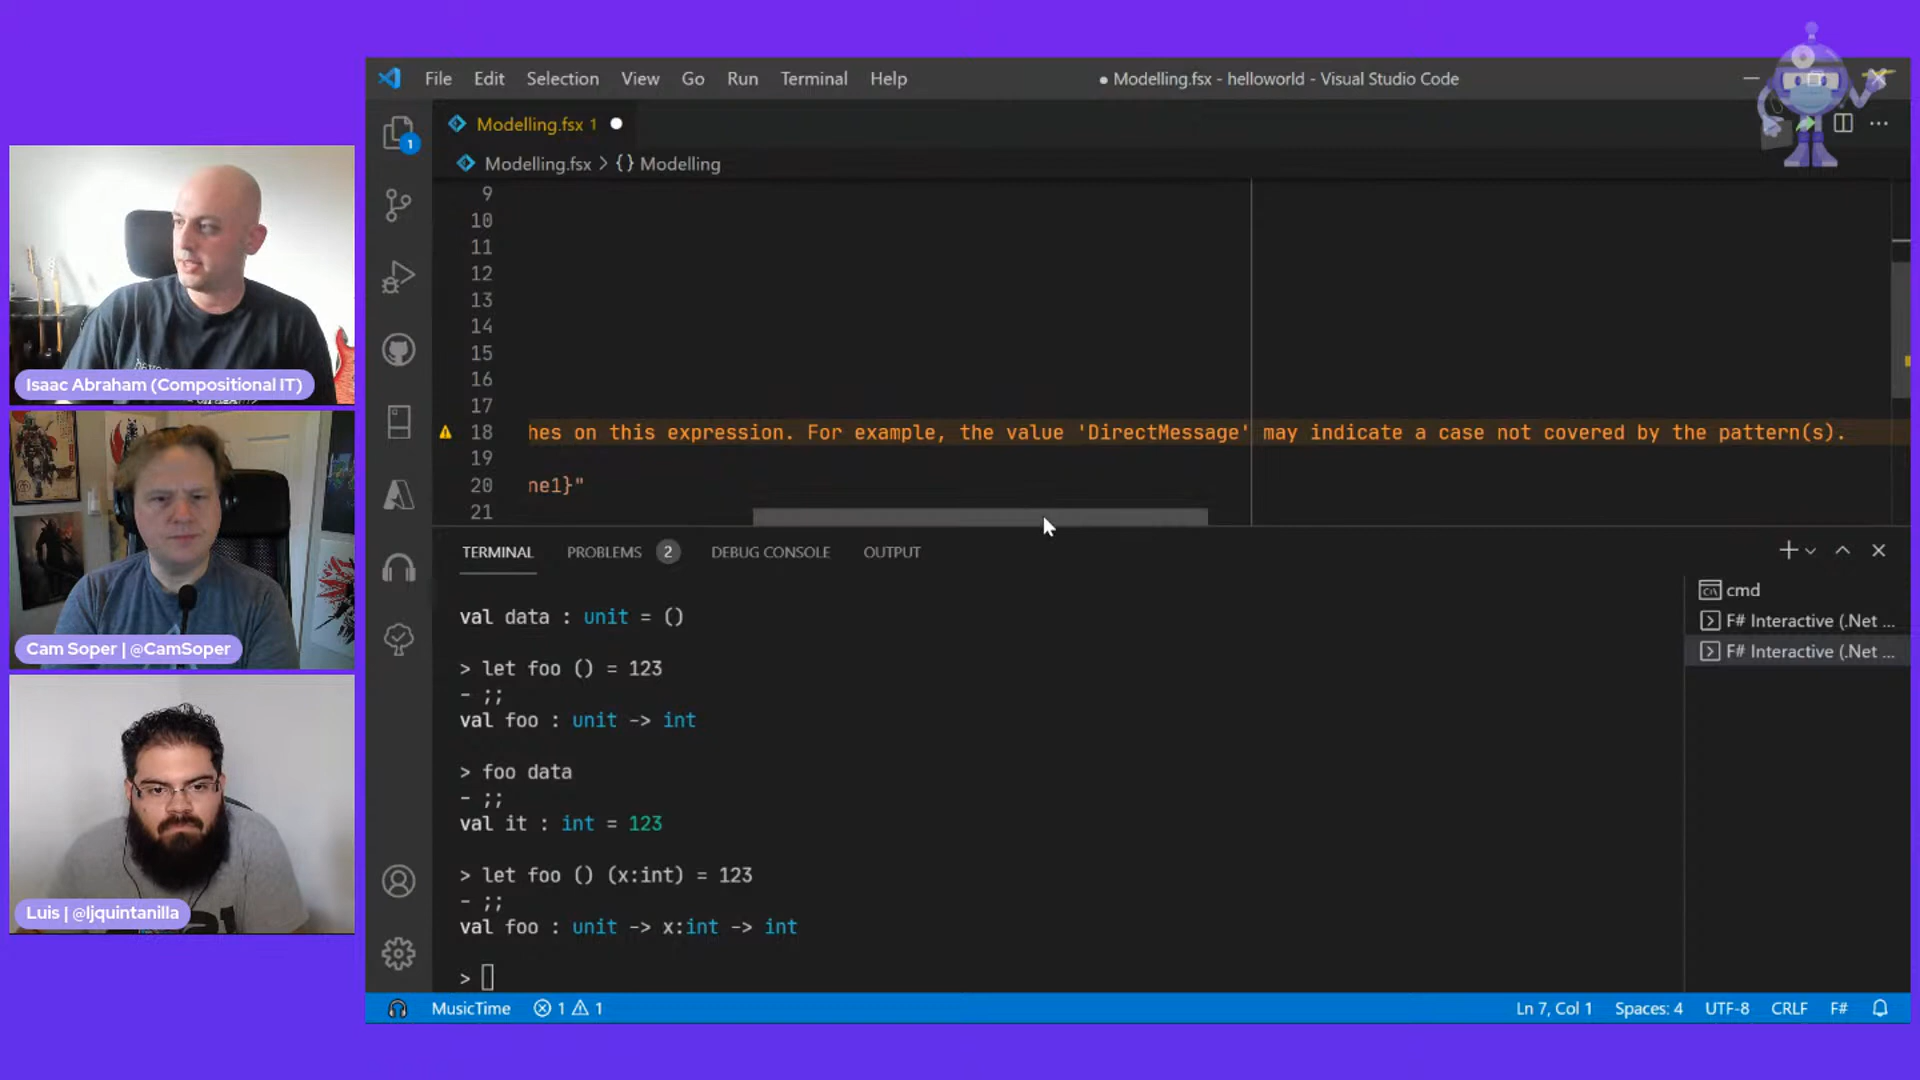 File Edit Selection View Go Run Terminal Help
● Modelling.fsx - helloworld - Visual Studio Code
1
Modelling.fsx 1
Modelling.fsx > {} Modelling
9
10
11
12
13
14
15
16
17
18 hes on this expression. For example, the value 'DirectMessage' may indicate a case not covered by the pattern(s).
19
20 ne1}"
21
TERMINAL PROBLEMS 2 DEBUG CONSOLE OUTPUT
val data : unit = ()
> let foo () = 123
- ;;
val foo : unit -> int
> foo data
- ;;
val it : int = 123
> let foo () (x:int) = 123
- ;;
val foo : unit -> x:int -> int
>
cmd
F# Interactive (.Net ...
F# Interactive (.Net ...
MusicTime 1 1
Ln 7, Col 1 Spaces: 4 UTF-8 CRLF F#
Isaac Abraham (Compositional IT)
Cam Soper | @CamSoper
Luis | @ljquintanilla